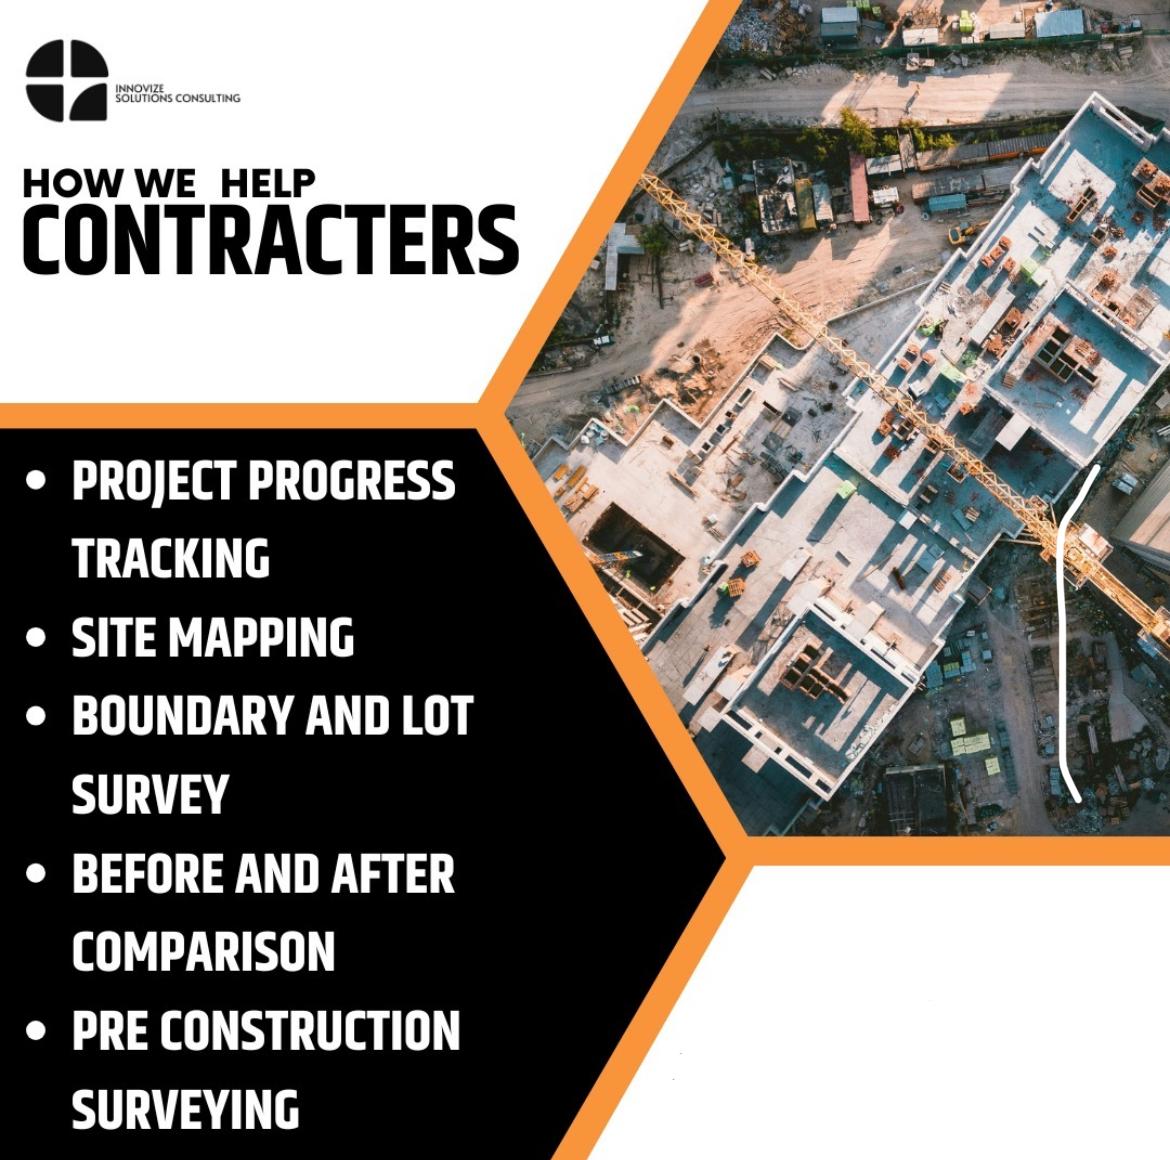 INNOVIZE
SOLUTIONS CONSULTING
HOW WE HELP
CONTRACTERS
• PROJECT PROGRESS
TRACKING
• SITE MAPPING
• BOUNDARY AND LOT
SURVEY
• BEFORE AND AFTER
COMPARISON
• PRE CONSTRUCTION
SURVEYING